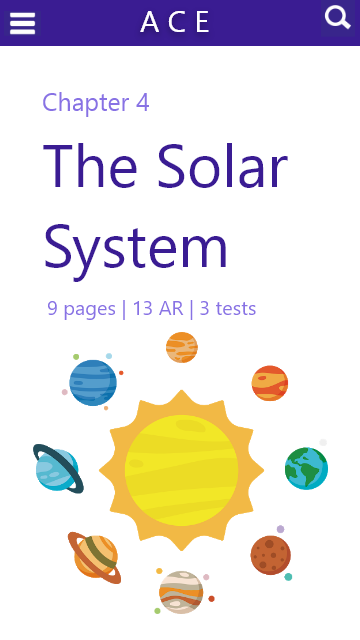 ACE
Chapter 4
The Solar
System
9 pages | 13 AR | 3 tests